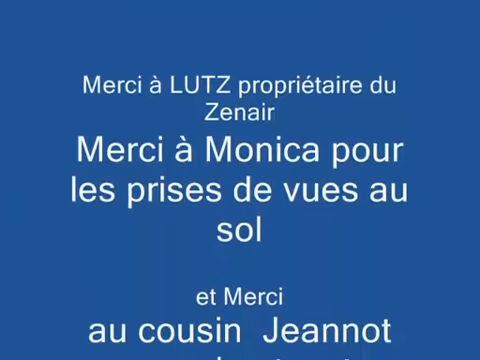 Merci à LUTZ propriétaire du
Zenair
Merci à Monica pour
les prises de vues au
sol
et Merci
au cousin Jeannot